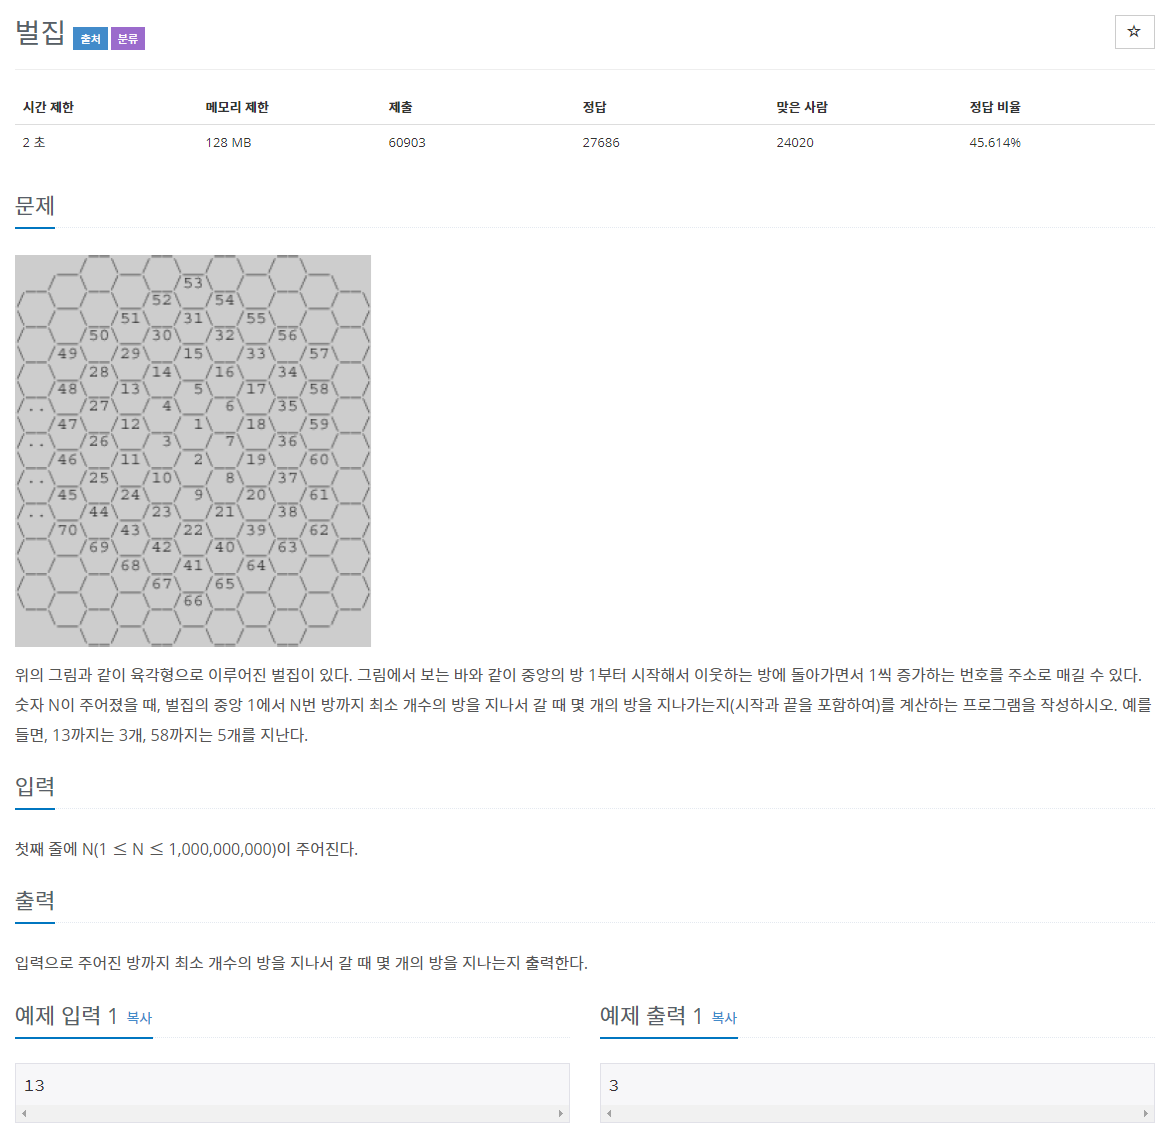 벌집 출처 분류 ☆
시간 제한 메모리 제한 제출 정답 맞은 사람 정답 비율
2 초 128 MB 60903 27686 24020 45.614%
문제
53
52 54
51 31 55
50 30 32 56
49 29 15 33 57
28 14 16 34
48 13 5 17 58
.. 27 4 6 35
47 12 1 18 59
.. 26 3 7 36
46 11 2 19 60
.. 25 10 8 37
45 24 9 20 61
.. 44 23 21 38
70 43 22 39 62
69 42 40 63
68 41 64
67 65
66
위의 그림과 같이 육각형으로 이루어진 벌집이 있다. 그림에서 보는 바와 같이 중앙의 방 1부터 시작해서 이웃하는 방에 돌아가면서 1씩 증가하는 번호를 주소로 매길 수 있다.
숫자 N이 주어졌을 때, 벌집의 중앙 1에서 N번 방까지 최소 개수의 방을 지나서 갈 때 몇 개의 방을 지나가는지(시작과 끝을 포함하여)를 계산하는 프로그램을 작성하시오. 예를
들면, 13까지는 3개, 58까지는 5개를 지난다.
입력
첫째 줄에 N(1 ≤ N ≤ 1,000,000,000)이 주어진다.
출력
입력으로 주어진 방까지 최소 개수의 방을 지나서 갈 때 몇 개의 방을 지나는지 출력한다.
예제 입력 1 복사 예제 출력 1 복사
13 3